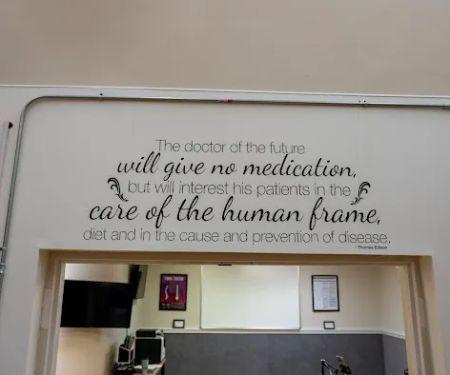 The doctor of the future
will give no medication,
but will interest his patients in the
care of the human frame,
diet and in the cause and prevention of disease.
- Thomas Edison